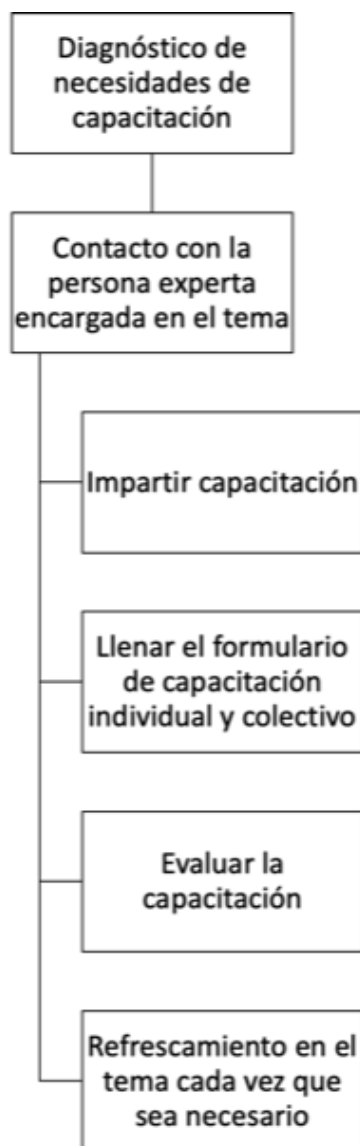 Diagnóstico de
necesidades de
capacitación
Contacto con la
persona experta
encargada en el tema
Impartir capacitación
Llenar el formulario
de capacitación
individual y colectivo
Evaluar la
capacitación
Refrescamiento en el
tema cada vez que
sea necesario